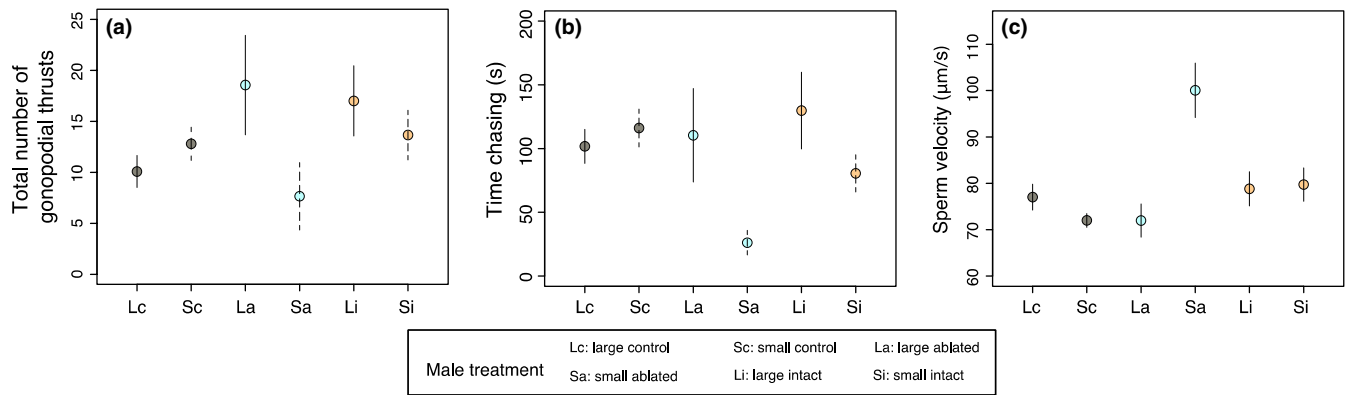 (a)
Total number of
gonopodial thrusts
0 5 10 15 20 25
Lc Sc La Sa Li Si
(b)
Time chasing (s)
0 50 100 150 200
Lc Sc La Sa Li Si
(c)
Sperm velocity (µm/s)
60 70 80 90 100 110
Lc Sc La Sa Li Si
Male treatment
Lc: large control Sc: small control La: large ablated
Sa: small ablated Li: large intact Si: small intact